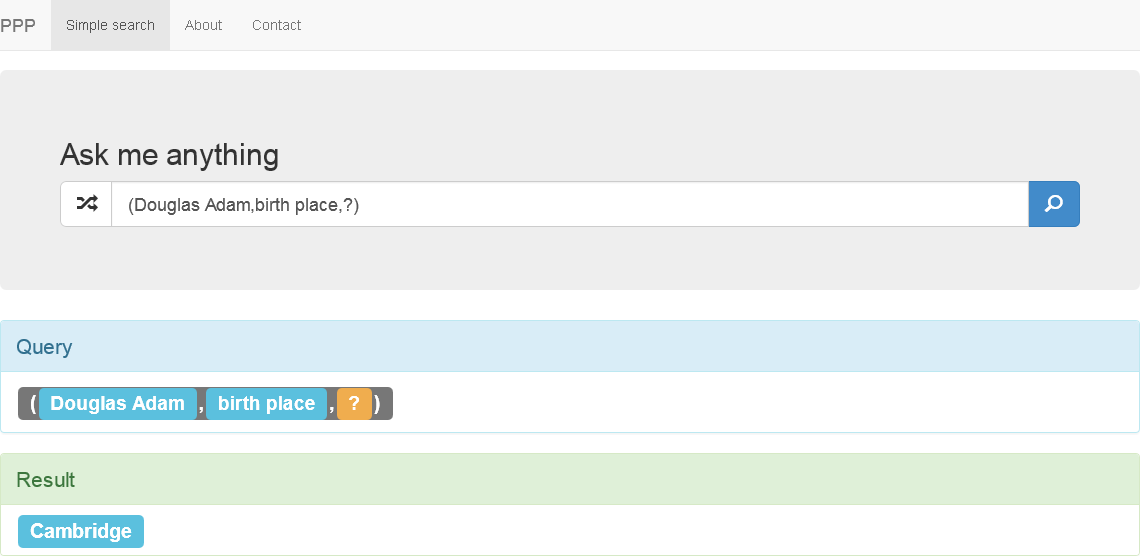 PPP Simple search About Contact
Ask me anything
(Douglas Adam,birth place,?)
Query
( Douglas Adam , birth place , ? )
Result
Cambridge